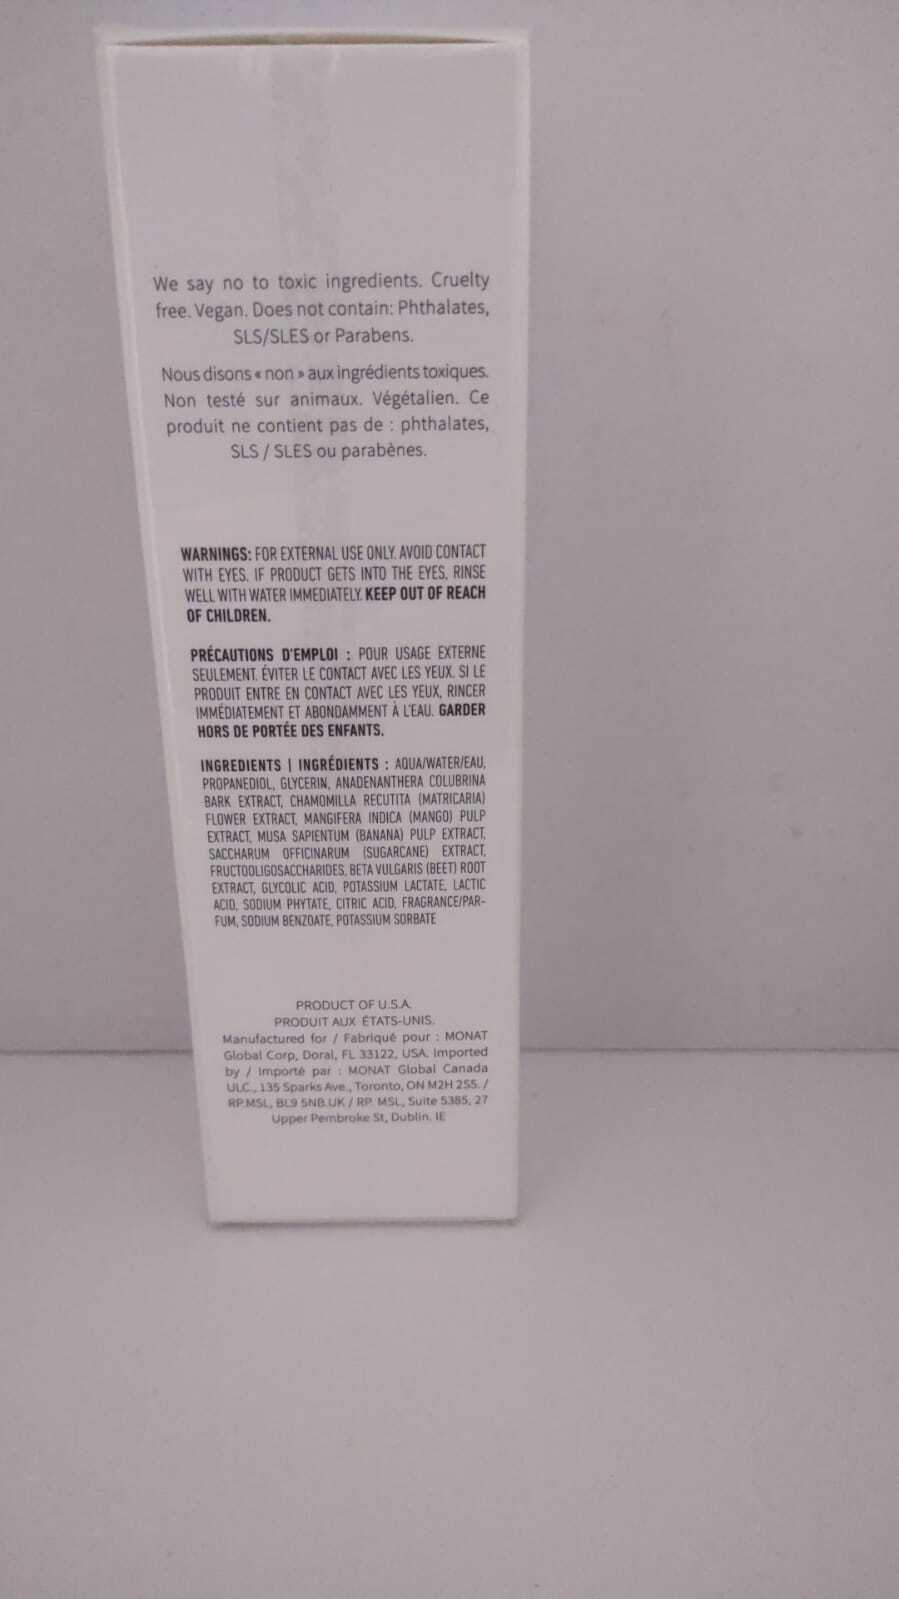 We say no to toxic ingredients. Cruelty
free. Vegan. Does not contain: Phthalates,
SLS/SLES or Parabens.
Nous disons « non » aux ingrédients toxiques.
Non testé sur animaux. Végétalien. Ce
produit ne contient pas de : phthalates,
SLS / SLES ou parabènes.
WARNINGS: FOR EXTERNAL USE ONLY. AVOID CONTACT
WITH EYES. IF PRODUCT GETS INTO THE EYES, RINSE
WELL WITH WATER IMMEDIATELY. KEEP OUT OF REACH
OF CHILDREN.
PRÉCAUTIONS D'EMPLOI : POUR USAGE EXTERNE
SEULEMENT. ÉVITER LE CONTACT AVEC LES YEUX. SI LE
PRODUIT ENTRE EN CONTACT AVEC LES YEUX, RINCER
IMMÉDIATEMENT ET ABONDAMMENT À L'EAU. GARDER
HORS DE PORTÉE DES ENFANTS.
INGREDIENTS | INGRÉDIENTS : AQUA/WATER/EAU,
PROPANEDIOL, GLYCERIN, ANADENANTHERA COLUBRINA
BARK EXTRACT, CHAMOMILLA RECUTITA (MATRICARIA)
FLOWER EXTRACT, MANGIFERA INDICA (MANGO) PULP
EXTRACT, MUSA SAPIENTUM (BANANA) PULP EXTRACT,
SACCHARUM OFFICINARUM (SUGARCANE) EXTRACT,
FRUCTOOLIGOSACCHARIDES, BETA VULGARIS (BEET) ROOT
EXTRACT, GLYCOLIC ACID, POTASSIUM LACTATE, LACTIC
ACID, SODIUM PHYTATE, CITRIC ACID, FRAGRANCE/PAR-
FUM, SODIUM BENZOATE, POTASSIUM SORBATE
PRODUCT OF U.S.A.
PRODUIT AUX ÉTATS-UNIS.
Manufactured for / Fabriqué pour : MONAT
Global Corp, Doral, FL 33122, USA. Imported
by / Importé par : MONAT Global Canada
ULC., 135 Sparks Ave., Toronto, ON M2H 2S5. /
RP.MSL, BL9 5NB.UK / RP. MSL, Suite 5385, 27
Upper Pembroke St, Dublin. IE